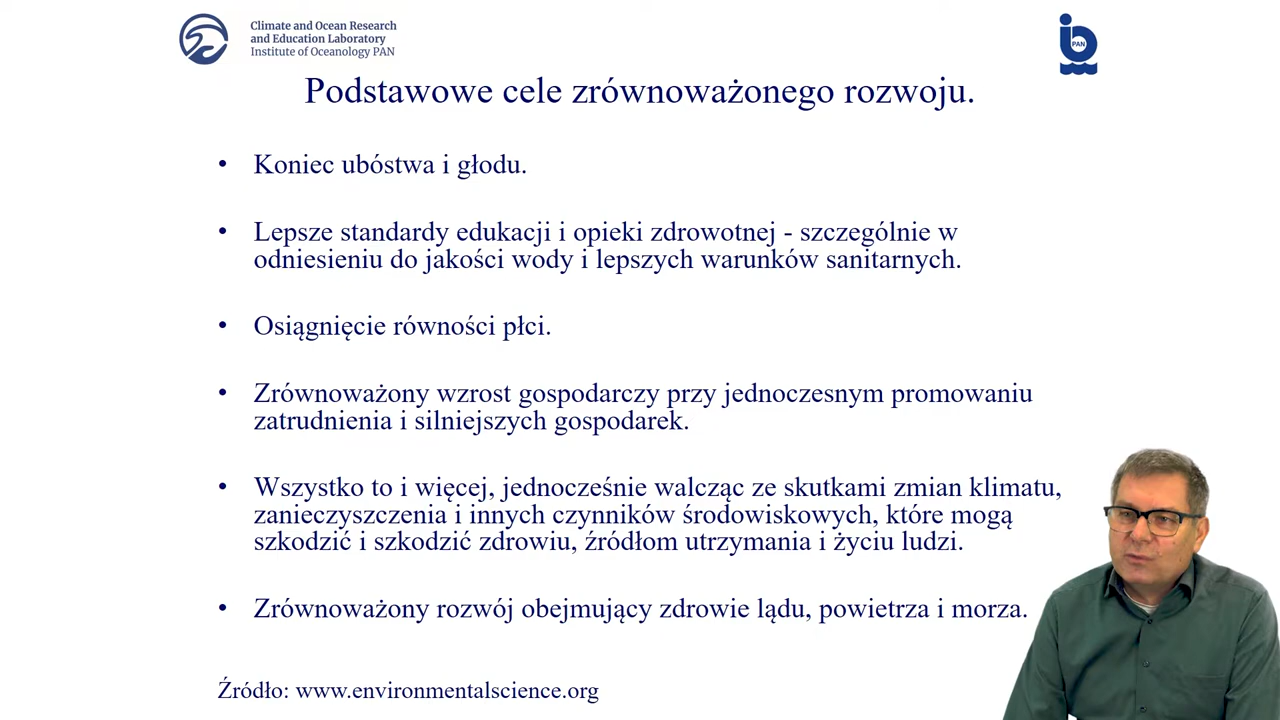 Climate and Ocean Research
and Education Laboratory
Institute of Oceanology PAN
PAN
Podstawowe cele zrównoważonego rozwoju.
• Koniec ubóstwa i głodu.
• Lepsze standardy edukacji i opieki zdrowotnej - szczególnie w
odniesieniu do jakości wody i lepszych warunków sanitarnych.
• Osiągnięcie równości płci.
• Zrównoważony wzrost gospodarczy przy jednoczesnym promowaniu
zatrudnienia i silniejszych gospodarek.
• Wszystko to i więcej, jednocześnie walcząc ze skutkami zmian klimatu,
zanieczyszczenia i innych czynników środowiskowych, które mogą
szkodzić i szkodzić zdrowiu, źródłom utrzymania i życiu ludzi.
• Zrównoważony rozwój obejmujący zdrowie lądu, powietrza i morza.
Źródło: www.environmentalscience.org